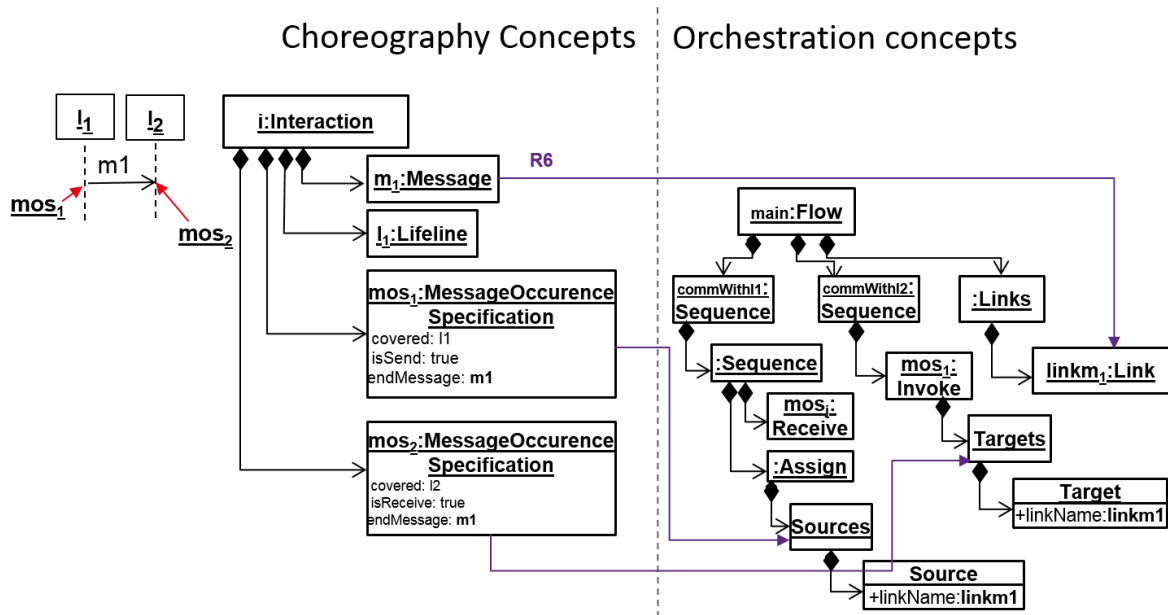 Choreography Concepts
Orchestration concepts
l1
l2
m1
mos1
mos2
i:Interaction
m1:Message
l1:Lifeline
mos1:MessageOccurence
Specification
covered: l1
isSend: true
endMessage: m1
mos2:MessageOccurence
Specification
covered: l2
isReceive: true
endMessage: m1
R6
main:Flow
commWithl1:
Sequence
commWithl2:
Sequence
:Links
:Sequence
mosi:
Receive
:Assign
Sources
Source
+linkName:linkm1
mos1:
Invoke
Targets
Target
+linkName:linkm1
linkm1:Link